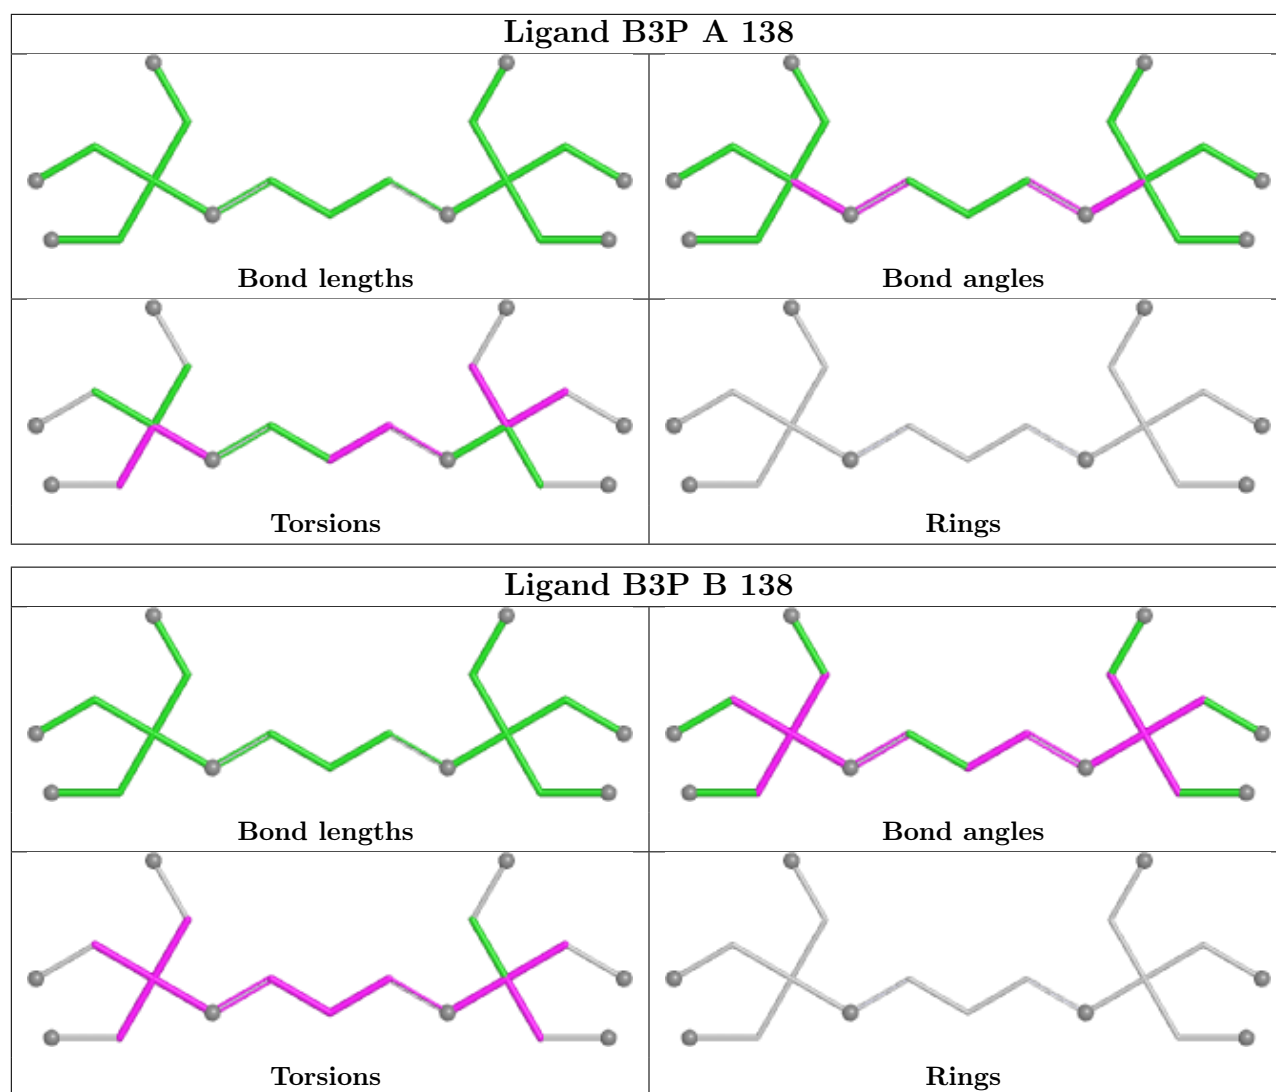 Ligand B3P A 138
Bond lengths
Bond angles
Torsions
Rings
Ligand B3P B 138
Bond lengths
Bond angles
Torsions
Rings